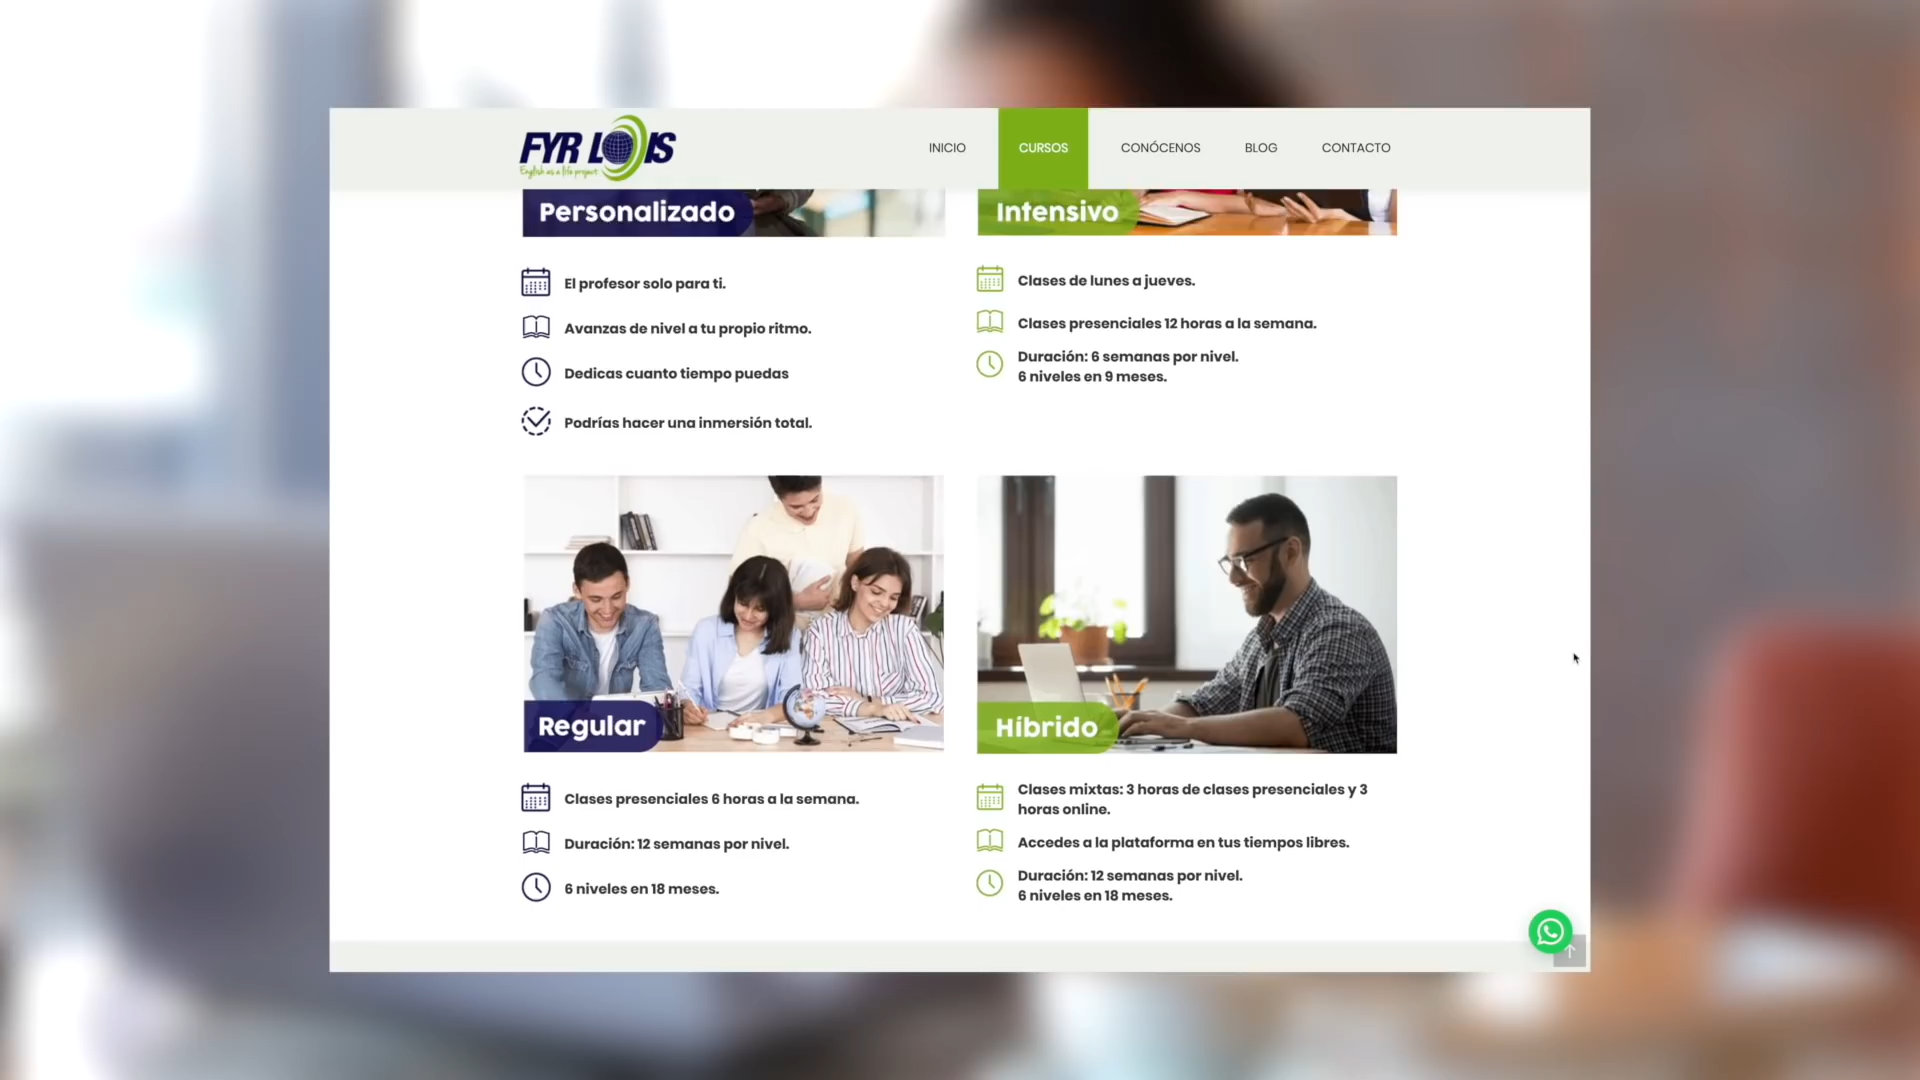 FYR LOIS
English as a life project
INICIO
CURSOS
CONÓCENOS
BLOG
CONTACTO
Personalizado
El profesor solo para ti.
Avanzas de nivel a tu propio ritmo.
Dedicas cuanto tiempo puedas
Podrías hacer una inmersión total.
Intensivo
Clases de lunes a jueves.
Clases presenciales 12 horas a la semana.
Duración: 6 semanas por nivel.
6 niveles en 9 meses.
Regular
Clases presenciales 6 horas a la semana.
Duración: 12 semanas por nivel.
6 niveles en 18 meses.
Híbrido
Clases mixtas: 3 horas de clases presenciales y 3
horas online.
Accedes a la plataforma en tus tiempos libres.
Duración: 12 semanas por nivel.
6 niveles en 18 meses.